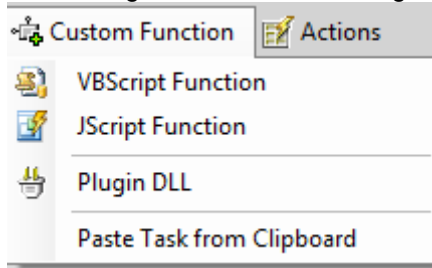 Custom Function Actions
VBScript Function
JScript Function
Plugin DLL
Paste Task from Clipboard